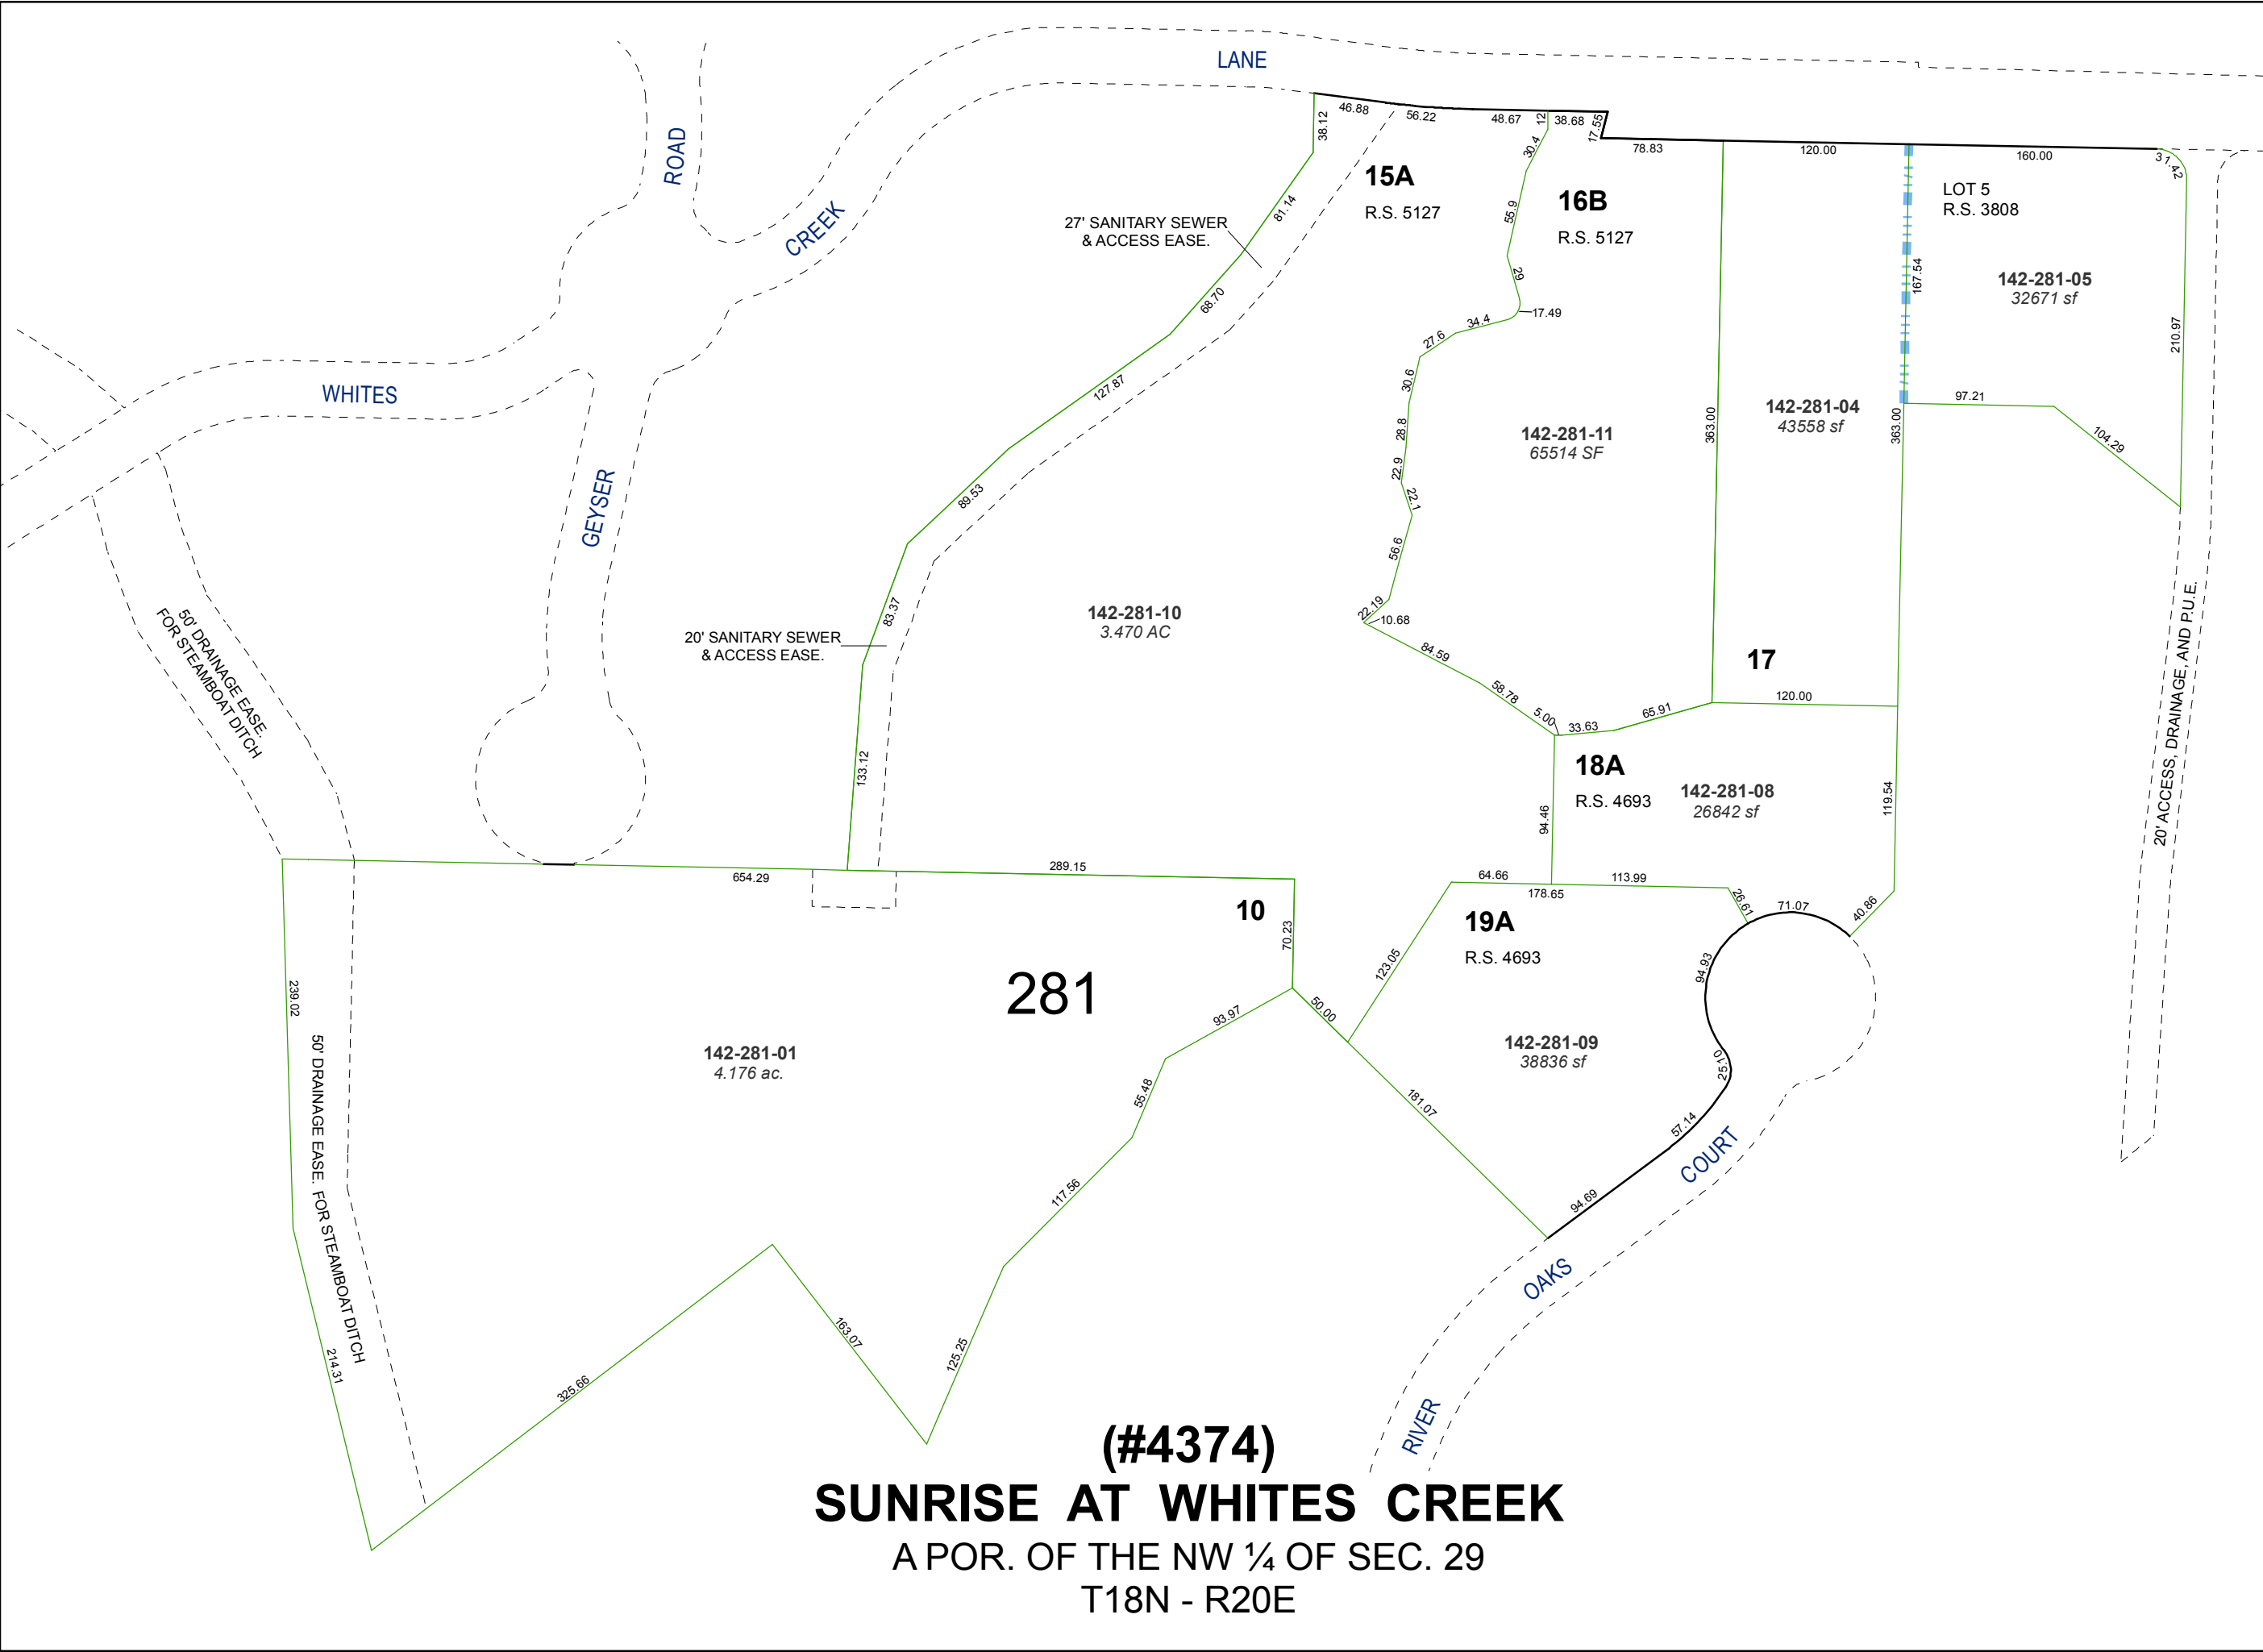 LANE
ROAD
CREEK
WHITES
GEYSER
46.88
56.22
48.67
12
38.68
17.55
78.83
120.00
160.00
31.42
38.12
81.14
68.70
127.87
89.53
83.37
133.12
27' SANITARY SEWER
& ACCESS EASE.
20' SANITARY SEWER
& ACCESS EASE.
15A
R.S. 5127
16B
R.S. 5127
LOT 5
R.S. 3808
142-281-05
32671 sf
167.54
210.97
97.21
104.29
30.4
55.9
29
17.49
34.4
27.6
30.6
28.8
22.9
22.1
56.6
22.19
10.68
84.59
58.78
5.00
33.63
65.91
142-281-11
65514 SF
363.00
142-281-04
43558 sf
363.00
17
120.00
142-281-10
3.470 AC
18A
R.S. 4693
142-281-08
26842 sf
119.54
94.46
64.66
178.65
113.99
26.61
71.07
40.86
19A
R.S. 4693
142-281-09
38836 sf
123.05
50.00
181.07
94.93
25.10
57.14
94.69
COURT
OAKS
RIVER
20' ACCESS, DRAINAGE, AND P.U.E.
50' DRAINAGE EASE.
FOR STEAMBOAT DITCH
654.29
289.15
10
70.23
281
93.97
55.48
117.56
125.25
163.07
325.66
214.31
239.02
50' DRAINAGE EASE. FOR STEAMBOAT DITCH
142-281-01
4.176 ac.
(#4374)
SUNRISE AT WHITES CREEK
A POR. OF THE NW ¼ OF SEC. 29
T18N - R20E